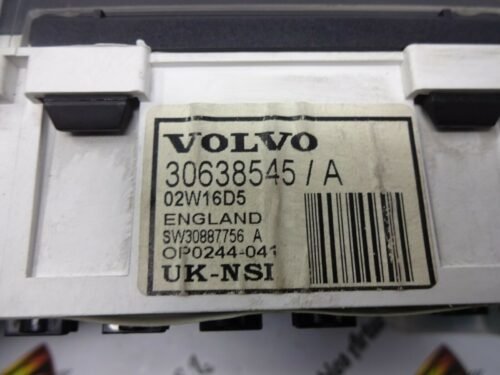 VOLVO
30638545 / A
02W16D5
ENGLAND
SW30887756 A
OP0244-041
UK-NSI